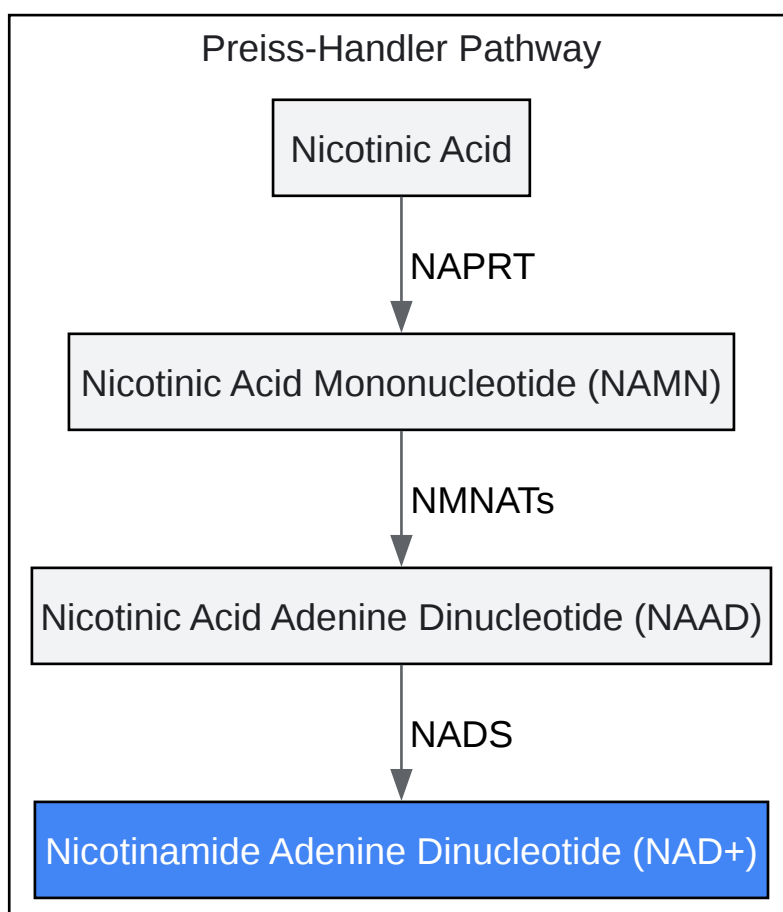 Preiss-Handler Pathway
Nicotinic Acid
NAPRT
Nicotinic Acid Mononucleotide (NAMN)
NMNATs
Nicotinic Acid Adenine Dinucleotide (NAAD)
NADS
Nicotinamide Adenine Dinucleotide (NAD+)